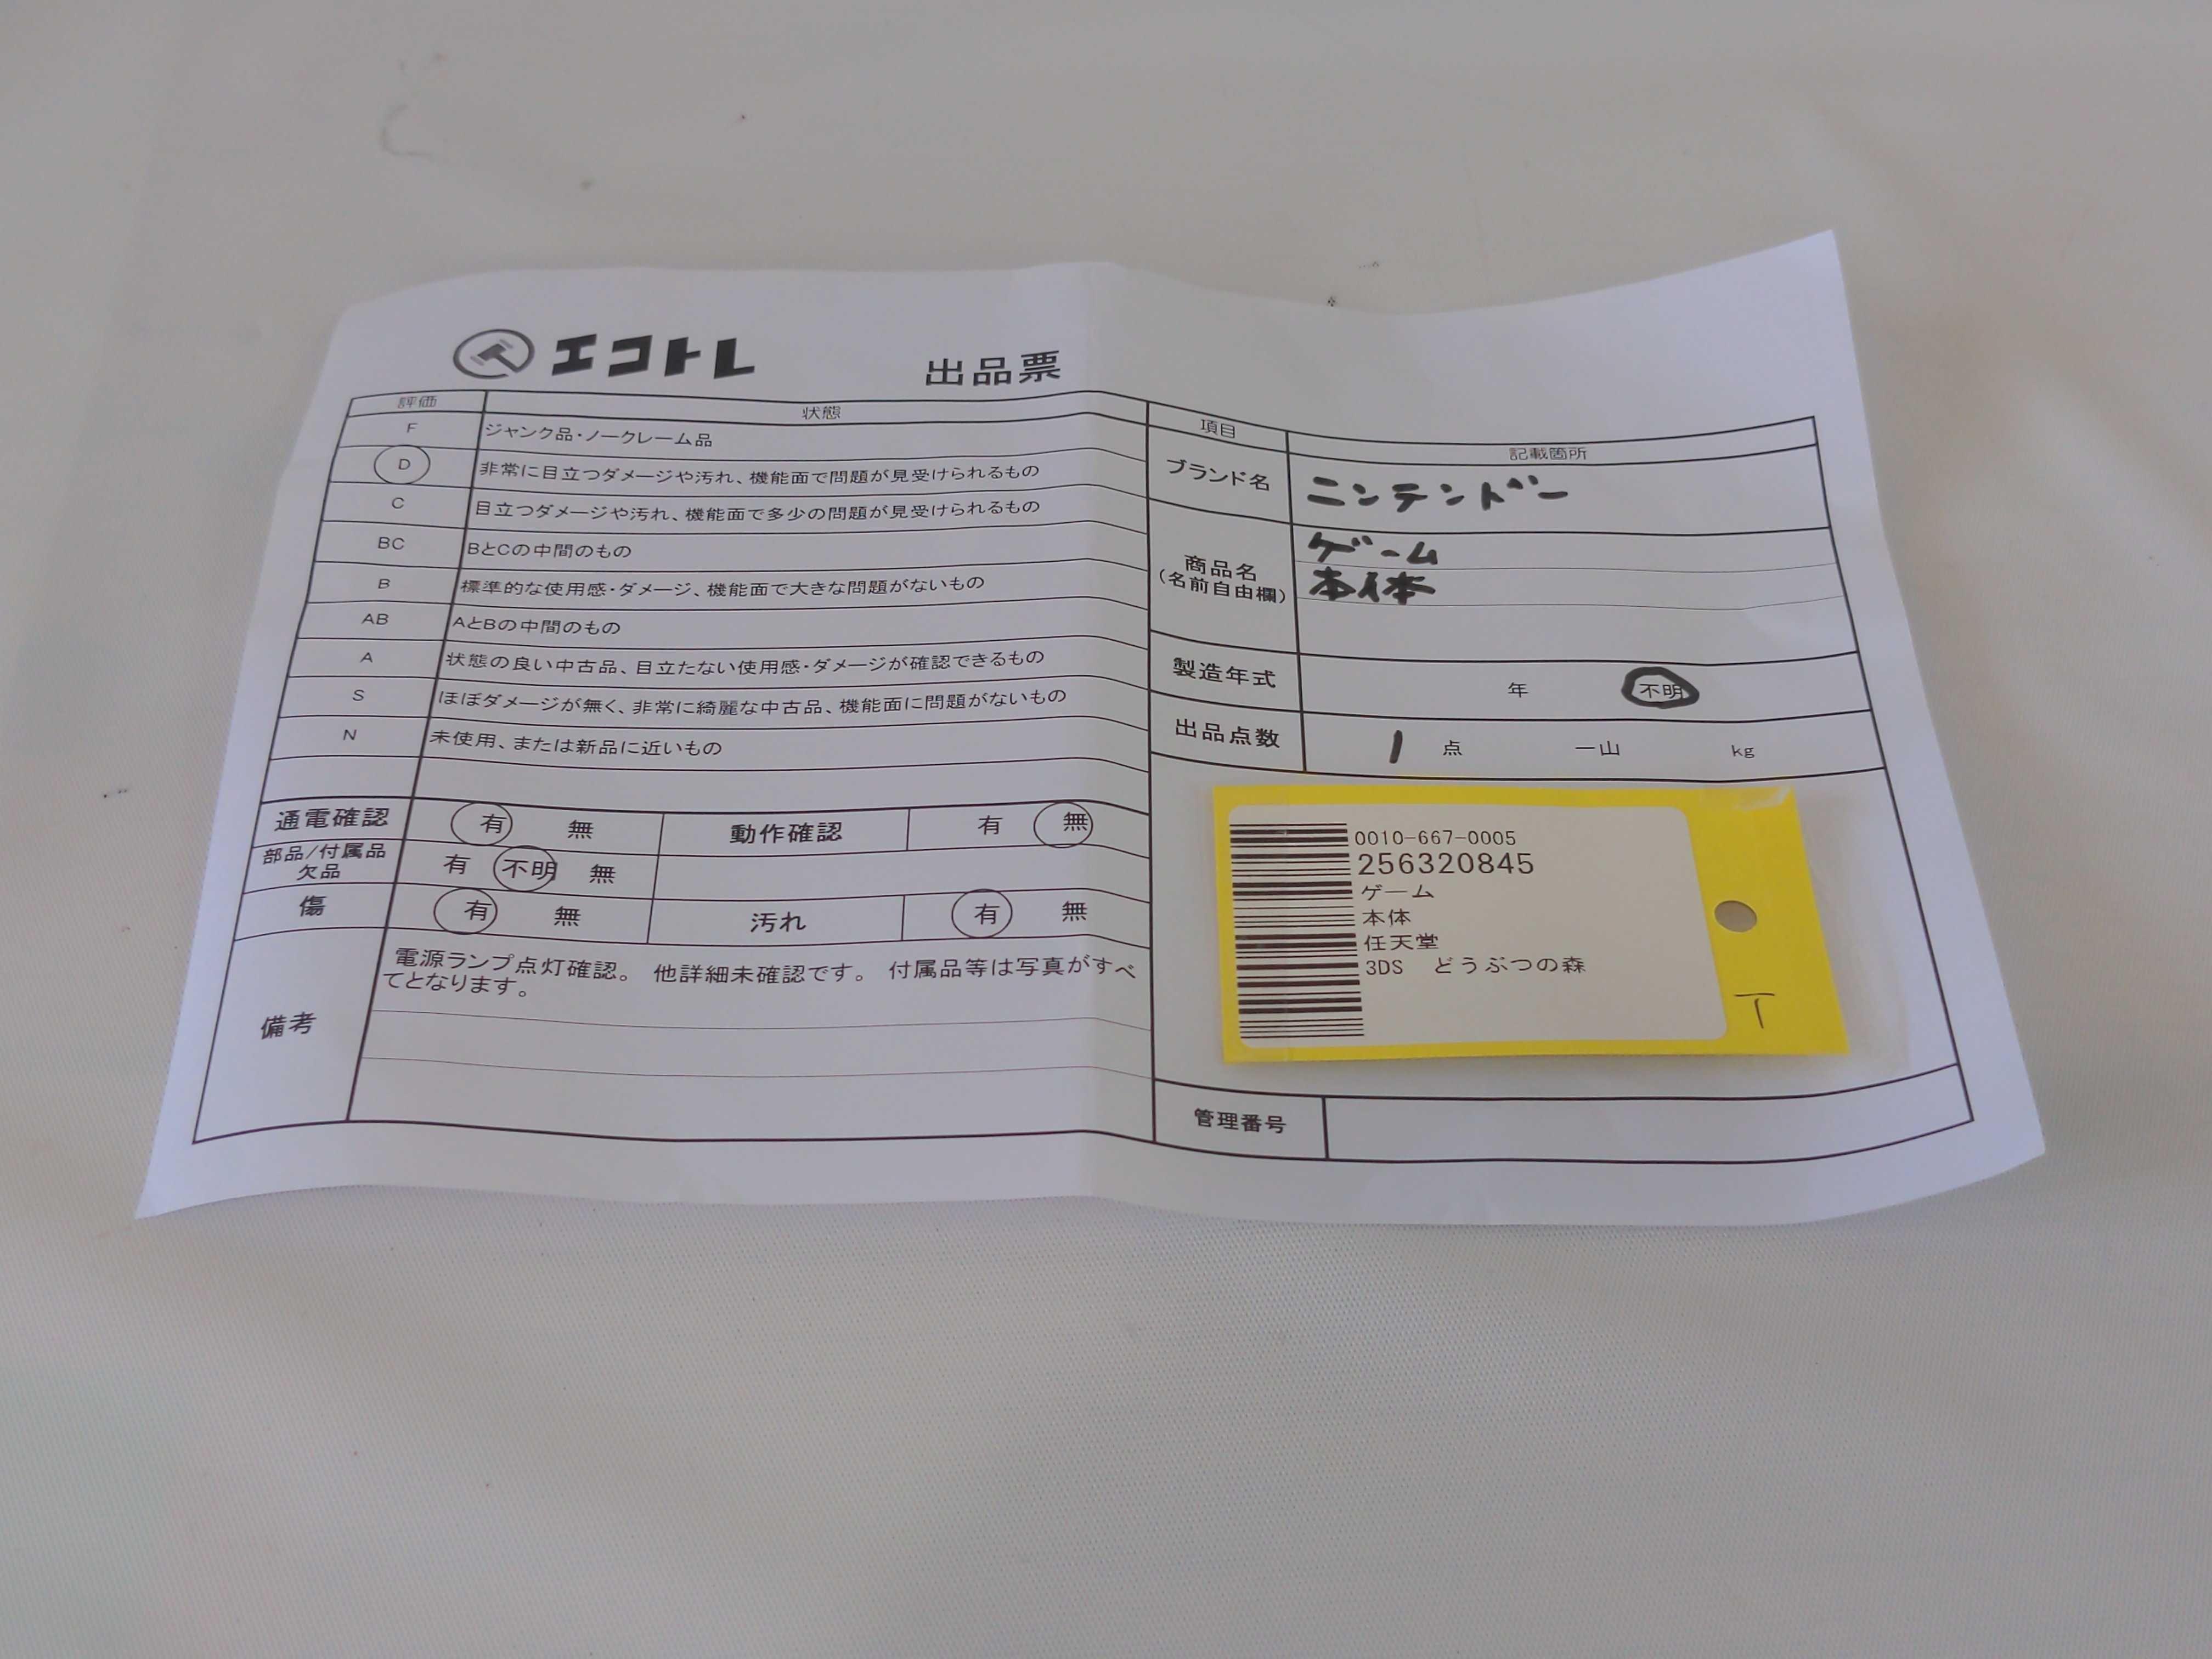 エコトレ 出品票
評価 状態
F ジャンク品・ノークレーム品
D 非常に目立つダメージや汚れ、機能面で問題が見受けられるもの
C 目立つダメージや汚れ、機能面で多少の問題が見受けられるもの
BC BとCの中間のもの
B 標準的な使用感・ダメージ、機能面で大きな問題がないもの
AB AとBの中間のもの
A 状態の良い中古品、目立たない使用感・ダメージが確認できるもの
S ほぼダメージが無く、非常に綺麗な中古品、機能面に問題がないもの
N 未使用、または新品に近いもの
通電確認 有 無 動作確認 有 無
部品/付属品
欠品 有 不明 無
傷 有 無 汚れ 有 無
備考
電源ランプ点灯確認。 他詳細未確認です。 付属品等は写真がすべ
てとなります。
項目 記載箇所
ブランド名 ニンテンドー
商品名
(名前自由欄)
ゲーム
本体
製造年式 年 不明
出品点数 1 点 一山 kg
0010-667-0005
256320845
ゲーム
本体
任天堂
3DS どうぶつの森
T
管理番号